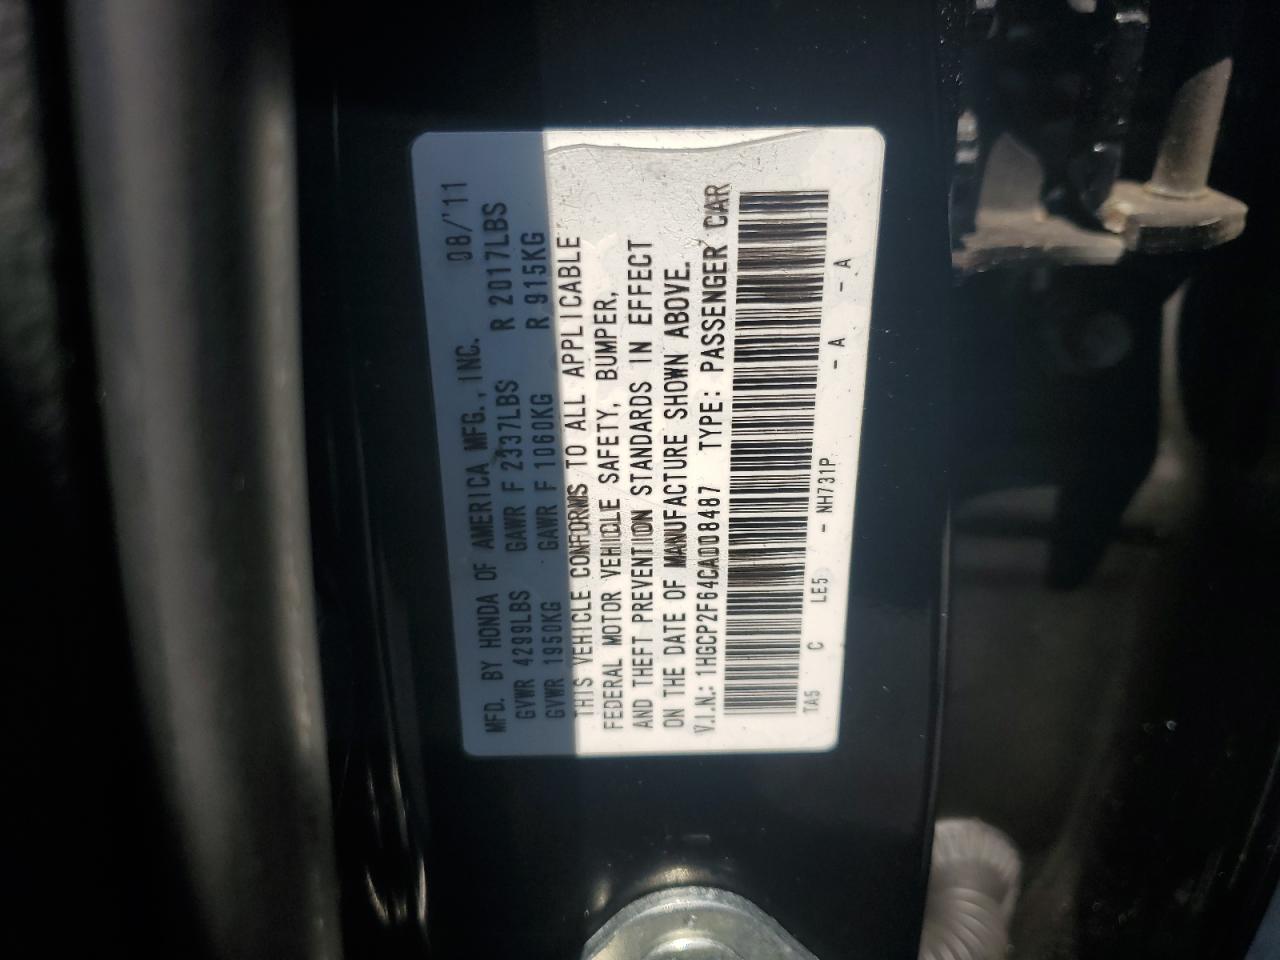 MFD. BY HONDA OF AMERICA MFG., INC. 08/'11
GVWR 4299LBS GAWR F 2337LBS R 2017LBS
GVWR 1950KG GAWR F 1060KG R 915KG
THIS VEHICLE CONFORMS TO ALL APPLICABLE
FEDERAL MOTOR VEHICLE SAFETY, BUMPER,
AND THEFT PREVENTION STANDARDS IN EFFECT
ON THE DATE OF MANUFACTURE SHOWN ABOVE.
V.I.N.: 1HGCP2F64CA008487 TYPE: PASSENGER CAR
TA5 C LE5 - NH731P - A - A